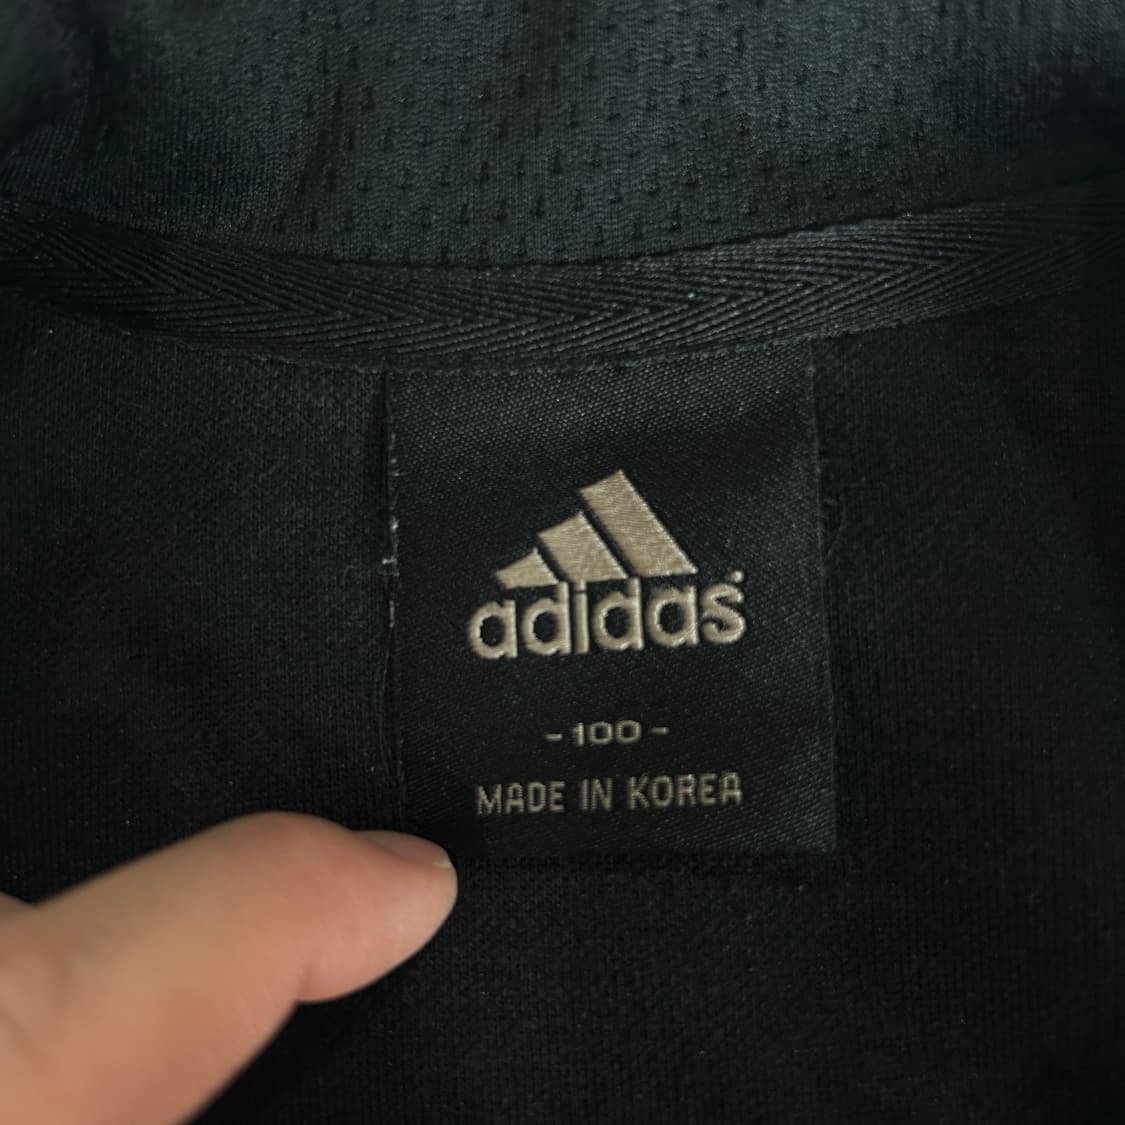 adidas
-100-
MADE IN KOREA